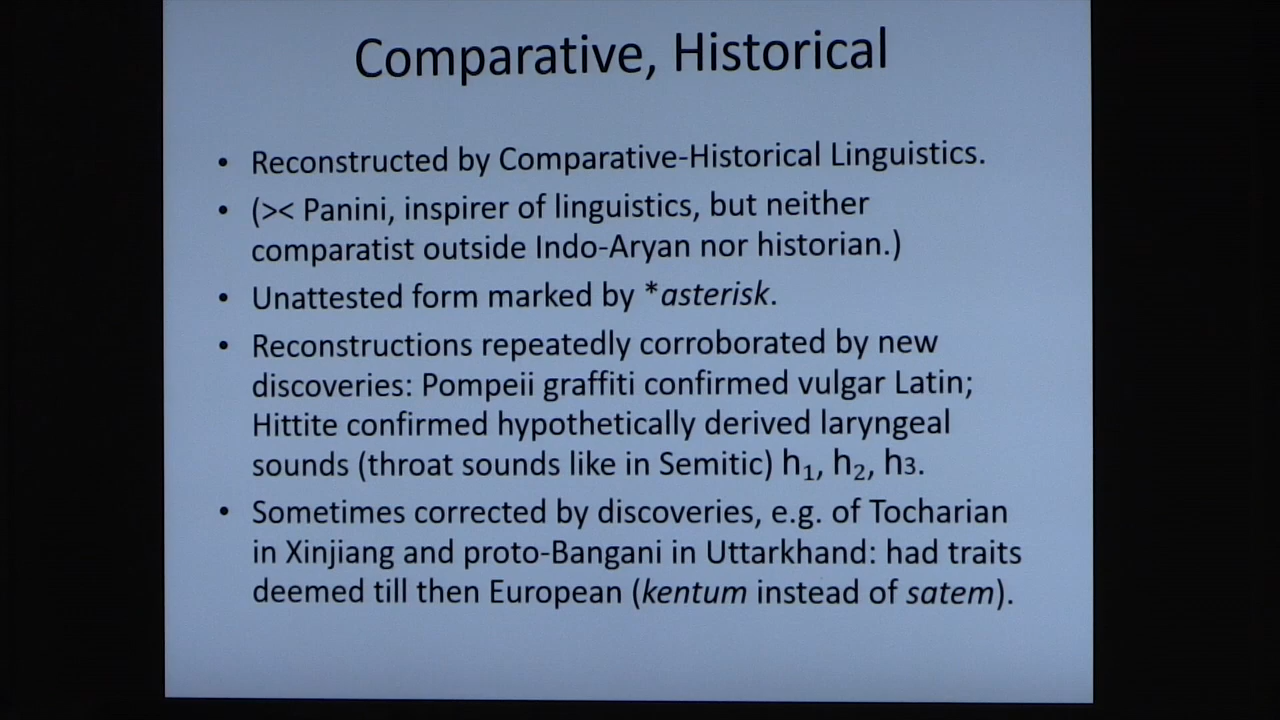 Comparative, Historical
• Reconstructed by Comparative-Historical Linguistics.
• (>< Panini, inspirer of linguistics, but neither
comparatist outside Indo-Aryan nor historian.)
• Unattested form marked by *asterisk.
• Reconstructions repeatedly corroborated by new
discoveries: Pompeii graffiti confirmed vulgar Latin;
Hittite confirmed hypothetically derived laryngeal
sounds (throat sounds like in Semitic) h₁, h₂, h3.
• Sometimes corrected by discoveries, e.g. of Tocharian
in Xinjiang and proto-Bangani in Uttarkhand: had traits
deemed till then European (kentum instead of satem).